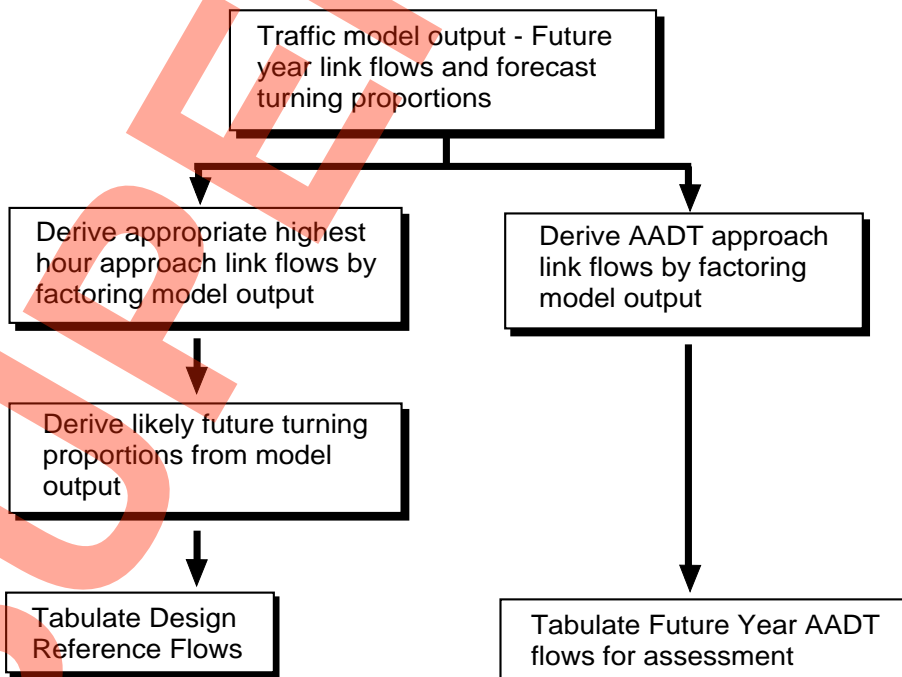 Traffic model output - Future
year link flows and forecast
turning proportions
Derive appropriate highest
hour approach link flows by
factoring model output
Derive AADT approach
link flows by factoring
model output
Derive likely future turning
proportions from model
output
Tabulate Design
Reference Flows
Tabulate Future Year AADT
flows for assessment